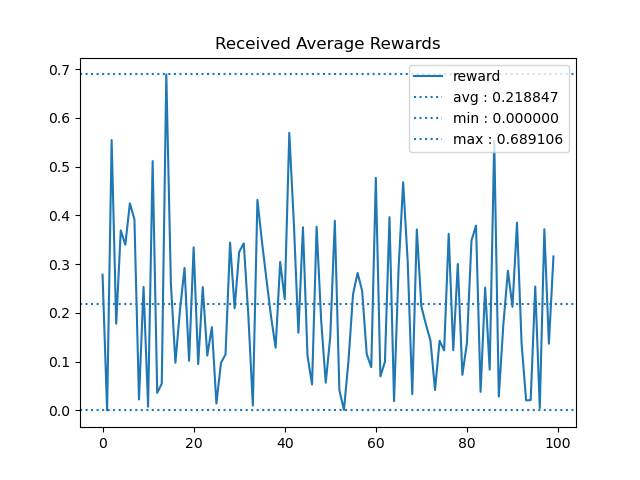 Received Average Rewards
reward
avg : 0.218847
min : 0.000000
max : 0.689106
0.7
0.6
0.5
0.4
0.3
0.2
0.1
0.0
0 20 40 60 80 100